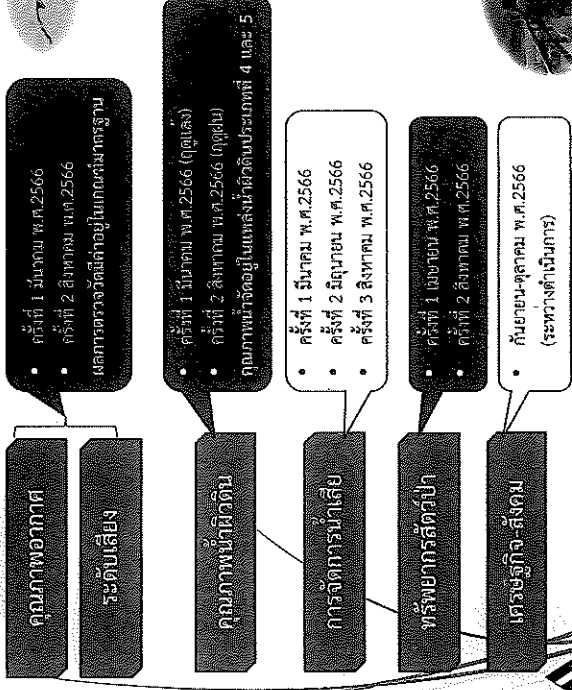 คุณภาพอากาศ
ระดับเสียง
• ครั้งที่ 1 มีนาคม พ.ศ.2566
• ครั้งที่ 2 สิงหาคม พ.ศ.2566
ผลการตรวจวัดมีค่าอยู่ในเกณฑ์มาตรฐาน
คุณภาพน้ำผิวดิน
• ครั้งที่ 1 มีนาคม พ.ศ.2566 (ฤดูแล้ง)
• ครั้งที่ 2 สิงหาคม พ.ศ.2566 (ฤดูฝน)
คุณภาพน้ำจัดอยู่ในแหล่งน้ำผิวดินประเภทที่ 4 และ 5
การจัดการน้ำเสีย
• ครั้งที่ 1 มีนาคม พ.ศ.2566
• ครั้งที่ 2 มิถุนายน พ.ศ.2566
• ครั้งที่ 3 สิงหาคม พ.ศ.2566
ทรัพยากรสัตว์ป่า
• ครั้งที่ 1 เมษายน พ.ศ.2566
• ครั้งที่ 2 สิงหาคม พ.ศ.2566
เศรษฐกิจ-สังคม
• กันยายน-ตุลาคม พ.ศ.2566
(ระหว่างดำเนินการ)